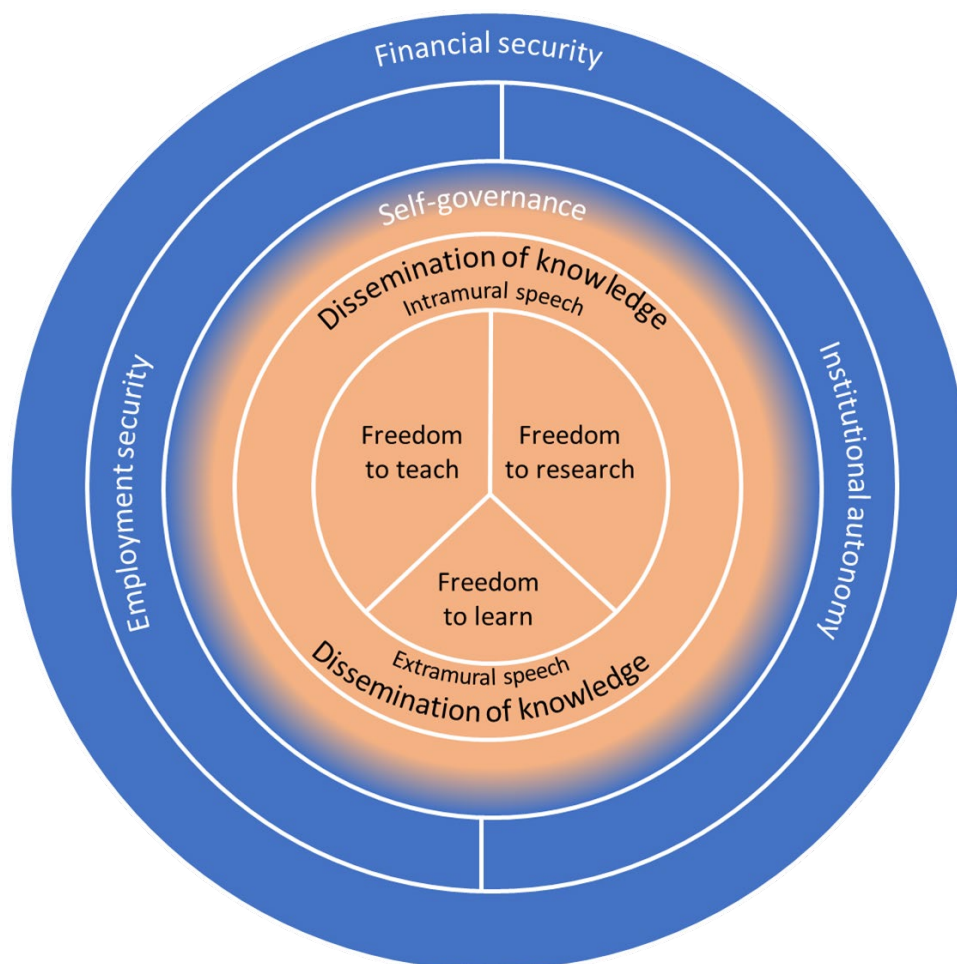 Financial security
Self-governance
Dissemination of knowledge
Intramural speech
Employment security
Institutional autonomy
Freedom
to teach
Freedom
to research
Freedom
to learn
Extramural speech
Dissemination of knowledge